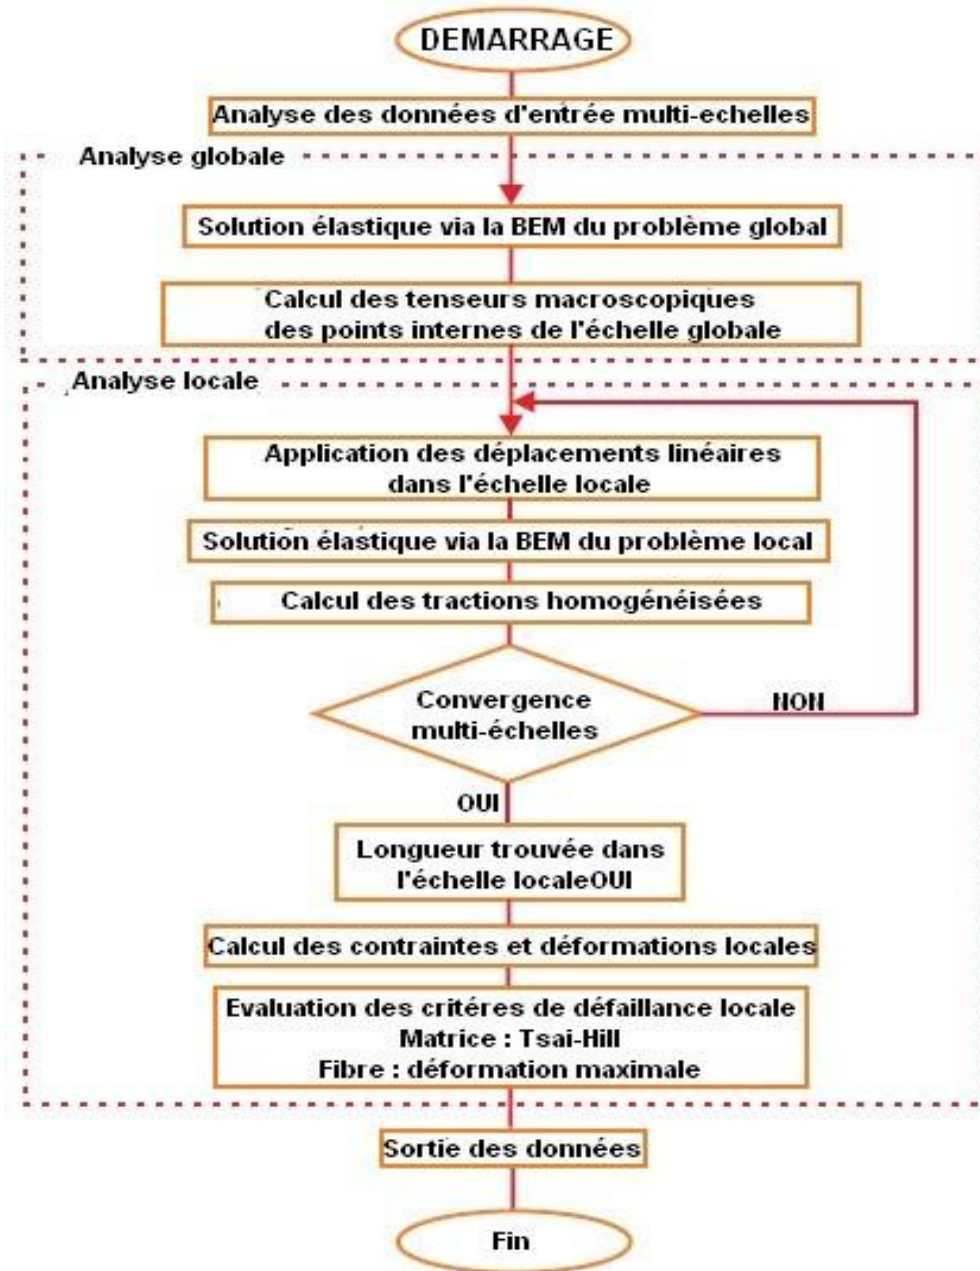 DEMARRAGE
Analyse des données d'entrée multi-echelles
Analyse globale
Solution élastique via la BEM du problème global
Calcul des tenseurs macroscopiques
des points internes de l'échelle globale
Analyse locale
Application des déplacements linéaires
dans l'échelle locale
Solution élastique via la BEM du problème local
Calcul des tractions homogénéisées
Convergence
multi-échelles
NON
OUI
Longueur trouvée dans
l'échelle localeOUI
Calcul des contraintes et déformations locales
Evaluation des critéres de défaillance locale
Matrice : Tsai-Hill
Fibre : déformation maximale
Sortie des données
Fin